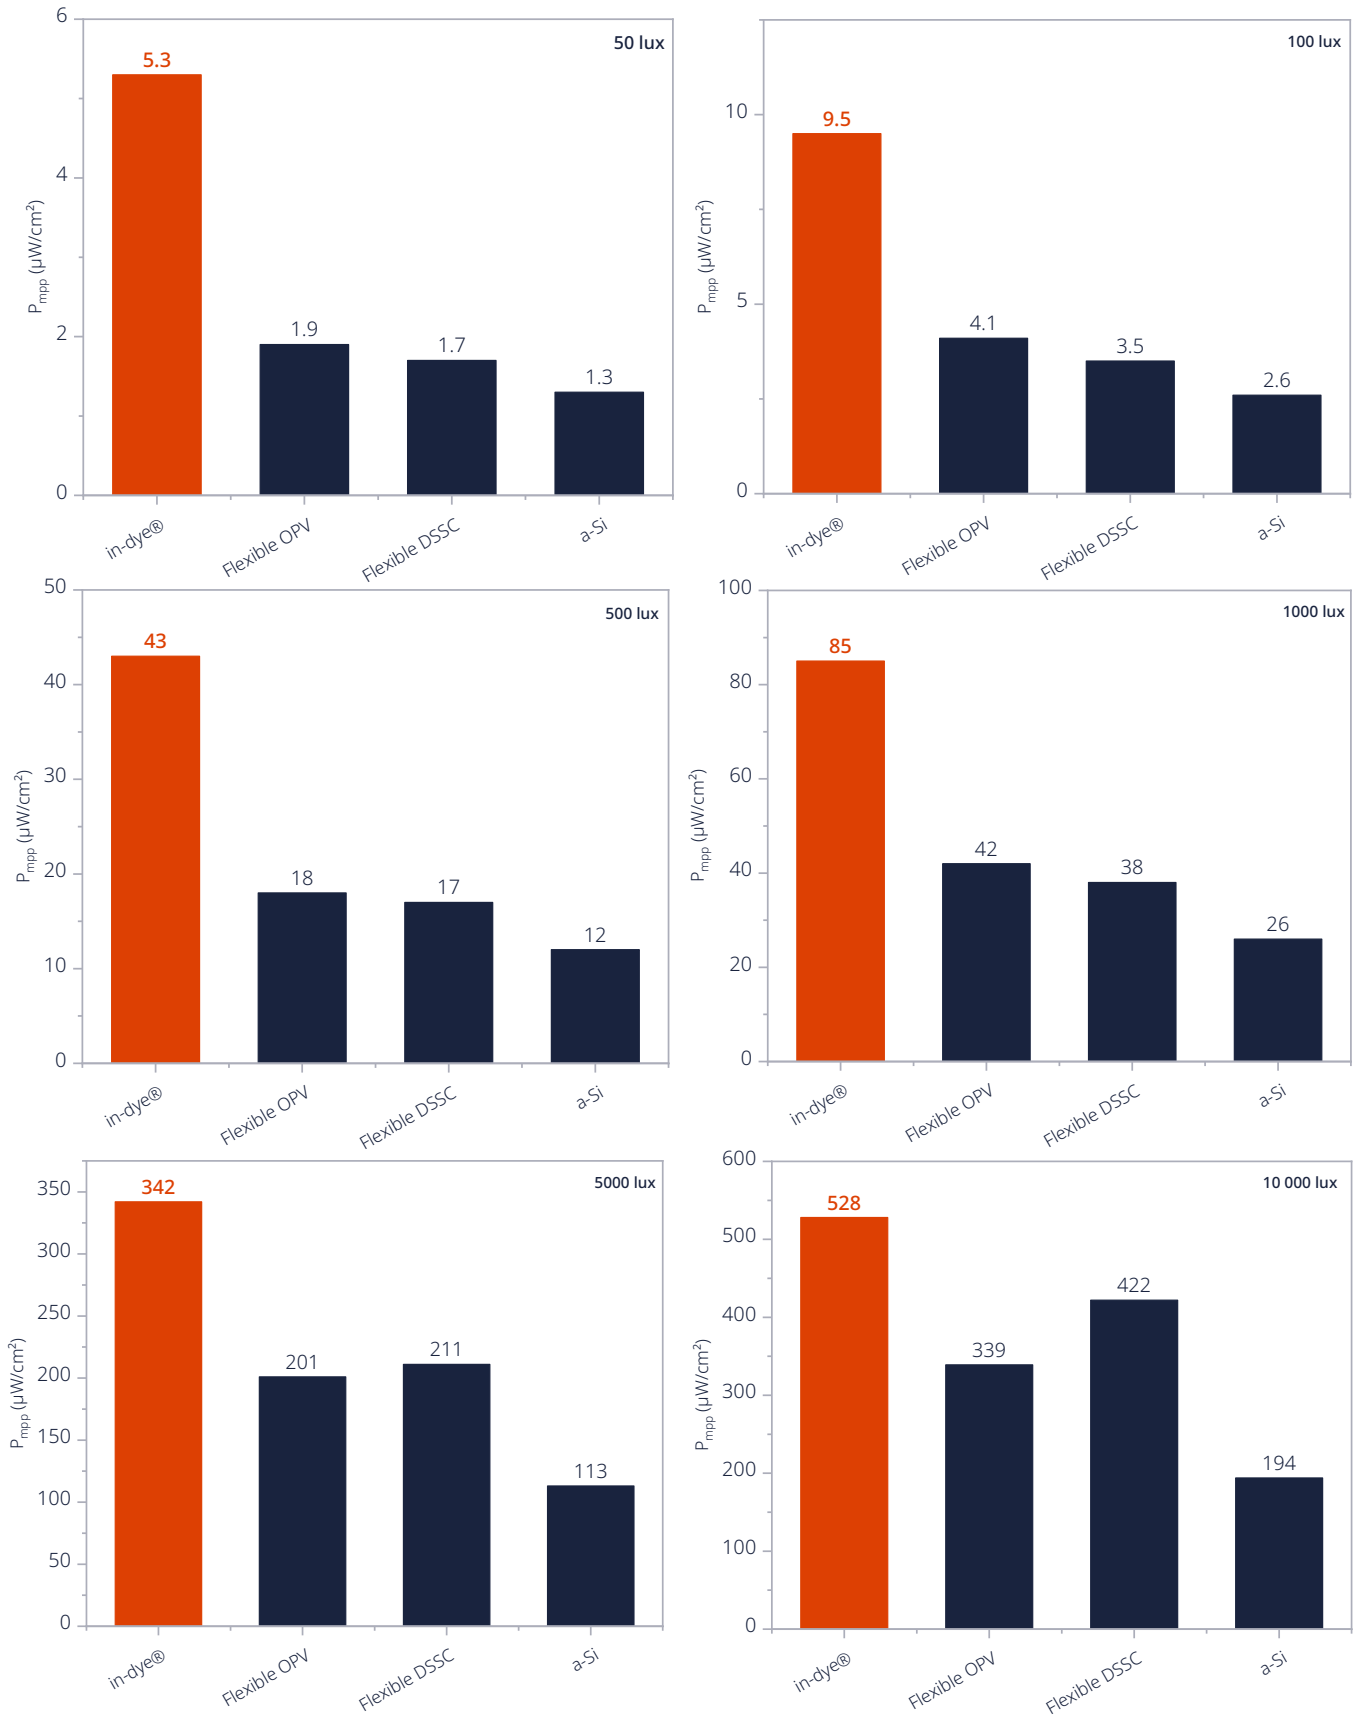 50 lux
P_mpp (µW/cm²)
6
4
2
0
5.3
1.9
1.7
1.3
in-dye®
Flexible OPV
Flexible DSSC
a-Si
100 lux
P_mpp (µW/cm²)
10
5
0
9.5
4.1
3.5
2.6
in-dye®
Flexible OPV
Flexible DSSC
a-Si
500 lux
P_mpp (µW/cm²)
50
40
30
20
10
0
43
18
17
12
in-dye®
Flexible OPV
Flexible DSSC
a-Si
1000 lux
P_mpp (µW/cm²)
100
80
60
40
20
0
85
42
38
26
in-dye®
Flexible OPV
Flexible DSSC
a-Si
5000 lux
P_mpp (µW/cm²)
350
300
250
200
150
100
50
0
342
201
211
113
in-dye®
Flexible OPV
Flexible DSSC
a-Si
10 000 lux
P_mpp (µW/cm²)
600
500
400
300
200
100
0
528
339
422
194
in-dye®
Flexible OPV
Flexible DSSC
a-Si